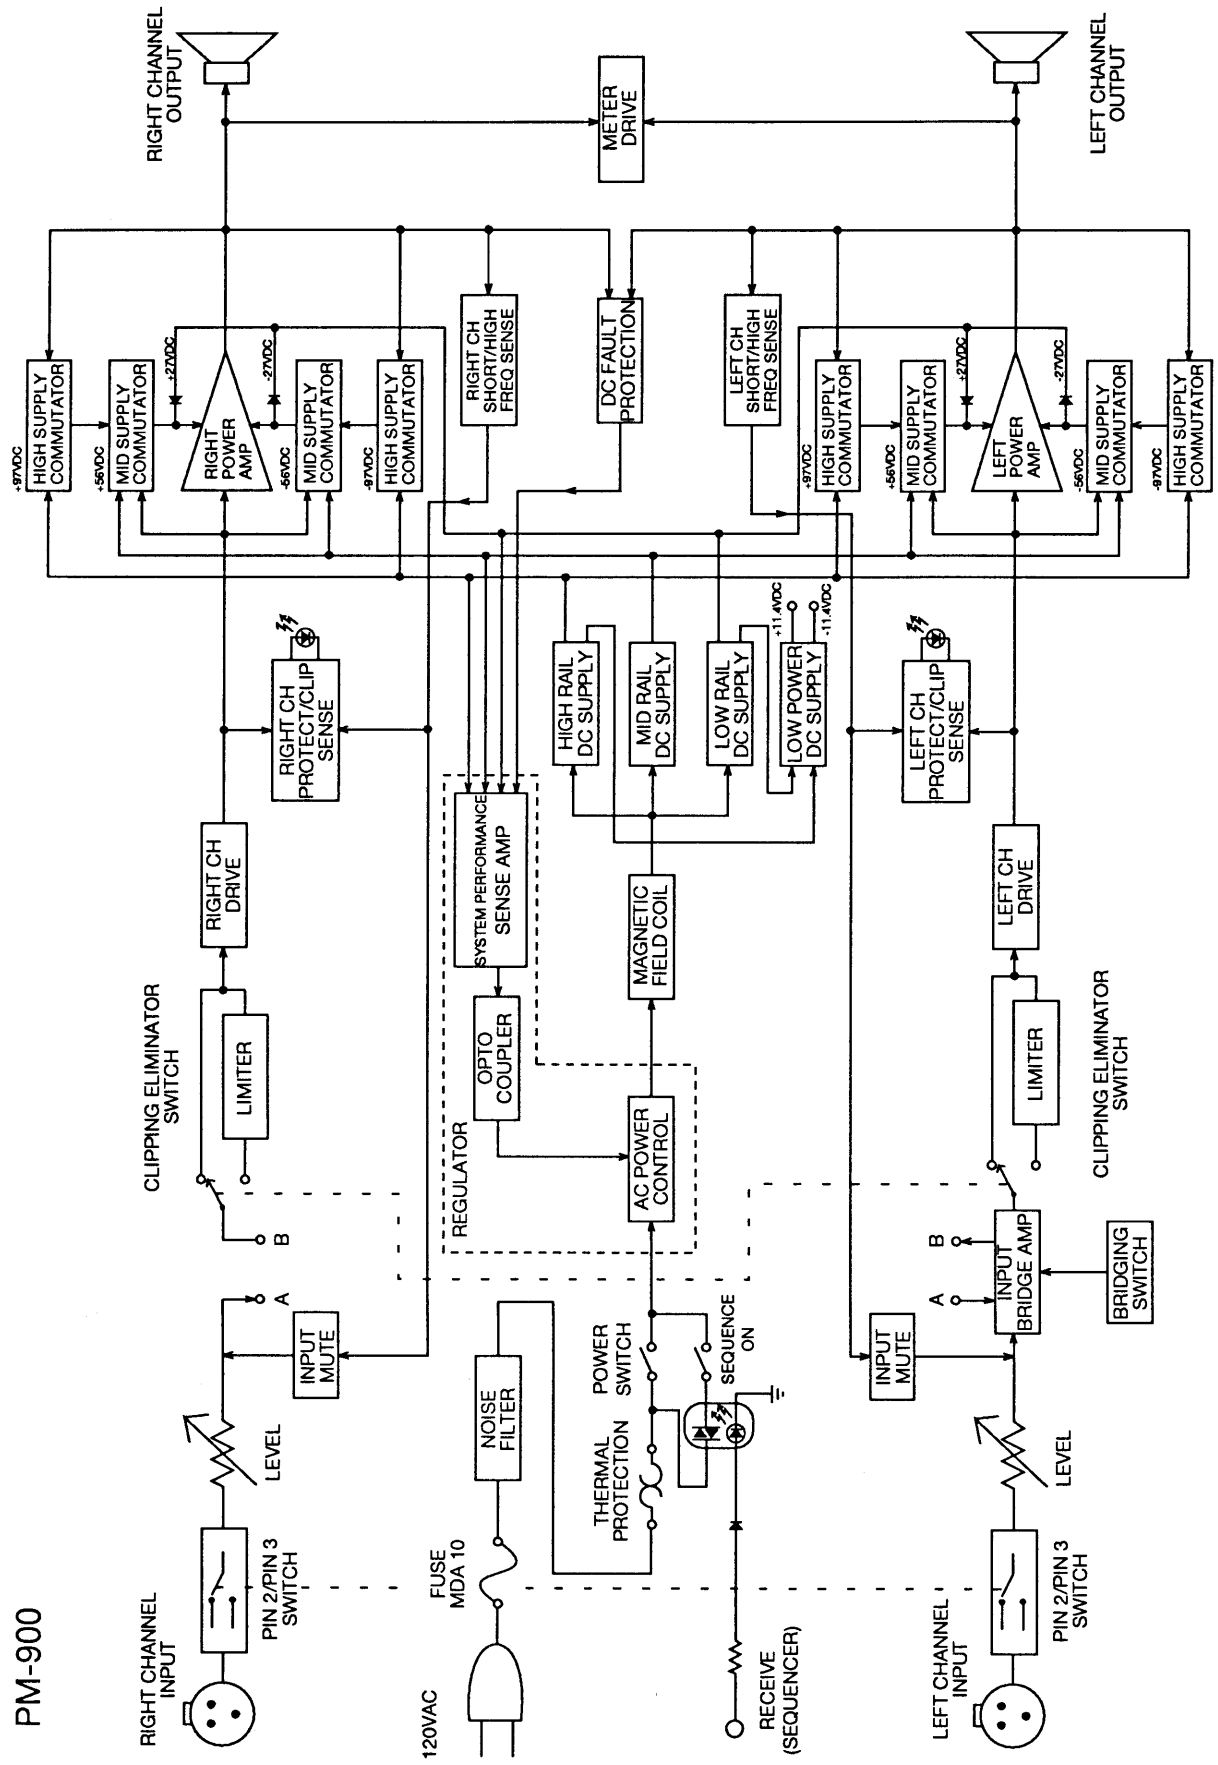 PM-900
RIGHT CHANNEL
INPUT
PIN 2/PIN 3
SWITCH
LEVEL
INPUT
MUTE
A
B
CLIPPING ELIMINATOR
SWITCH
LIMITER
RIGHT CH
DRIVE
RIGHT CH
PROTECT/CLIP
SENSE
+97VDC
HIGH SUPPLY
COMMUTATOR
+56VDC
MID SUPPLY
COMMUTATOR
+27VDC
RIGHT
POWER
AMP
-27VDC
-56VDC
MID SUPPLY
COMMUTATOR
-97VDC
HIGH SUPPLY
COMMUTATOR
RIGHT CH
SHORT/HIGH
FREQ SENSE
RIGHT CHANNEL
OUTPUT
120VAC
FUSE
MDA 10
NOISE
FILTER
THERMAL
PROTECTION
POWER
SWITCH
SEQUENCE
ON
RECEIVE
(SEQUENCER)
REGULATOR
AC POWER
CONTROL
OPTO
COUPLER
SYSTEM PERFORMANCE
SENSE AMP
MAGNETIC
FIELD COIL
HIGH RAIL
DC SUPPLY
MID RAIL
DC SUPPLY
LOW RAIL
DC SUPPLY
LOW POWER
DC SUPPLY
+11.4VDC
-11.4VDC
DC FAULT
PROTECTION
METER
DRIVE
LEFT CHANNEL
INPUT
PIN 2/PIN 3
SWITCH
LEVEL
INPUT
MUTE
A
B
INPUT
BRIDGE AMP
BRIDGING
SWITCH
CLIPPING ELIMINATOR
SWITCH
LIMITER
LEFT CH
DRIVE
LEFT CH
PROTECT/CLIP
SENSE
LEFT CH
SHORT/HIGH
FREQ SENSE
+97VDC
HIGH SUPPLY
COMMUTATOR
+56VDC
MID SUPPLY
COMMUTATOR
+27VDC
LEFT
POWER
AMP
-27VDC
-56VDC
MID SUPPLY
COMMUTATOR
-97VDC
HIGH SUPPLY
COMMUTATOR
LEFT CHANNEL
OUTPUT